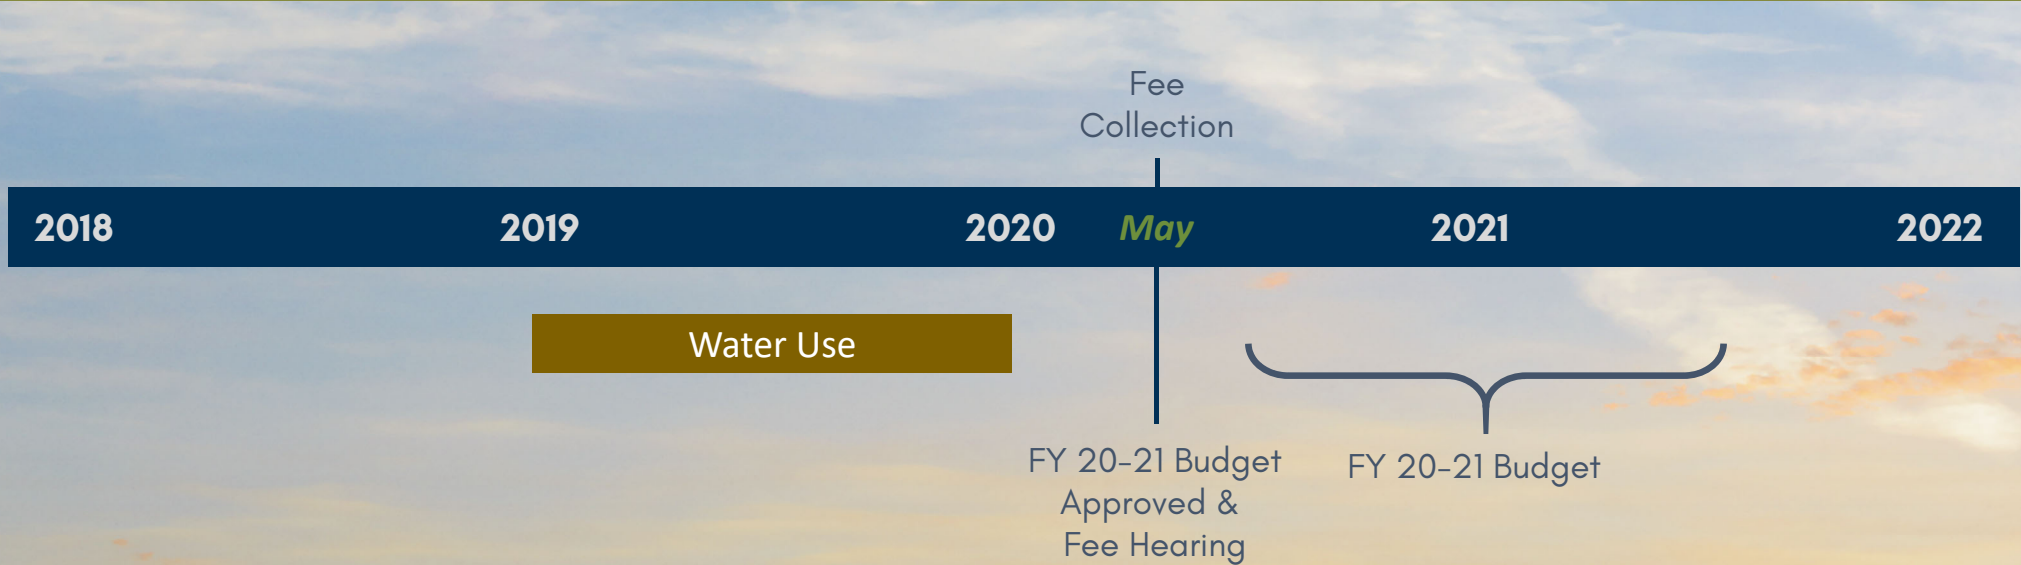 Fee
Collection
2018 2019 2020 May 2021 2022
Water Use
FY 20-21 Budget
Approved &
Fee Hearing
FY 20-21 Budget